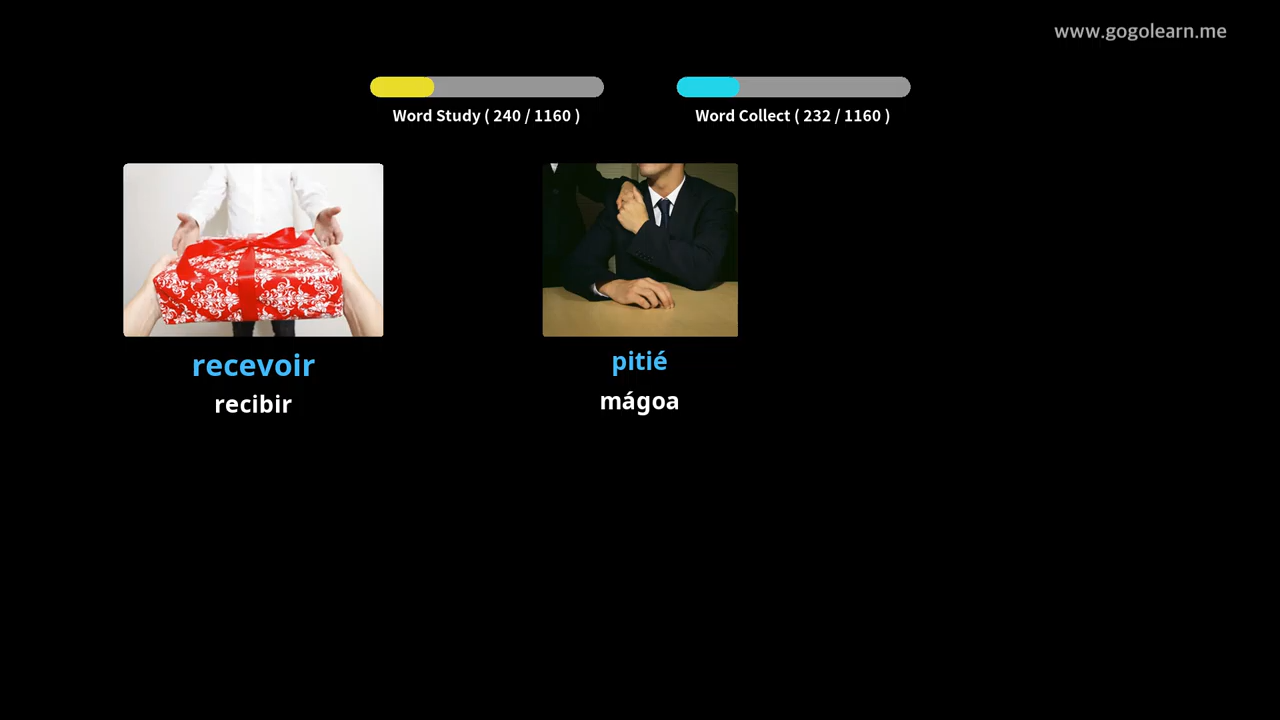 www.gogolearn.me
Word Study ( 240 / 1160 )
Word Collect ( 232 / 1160 )
recevoir
recibir
pitié
mágoa